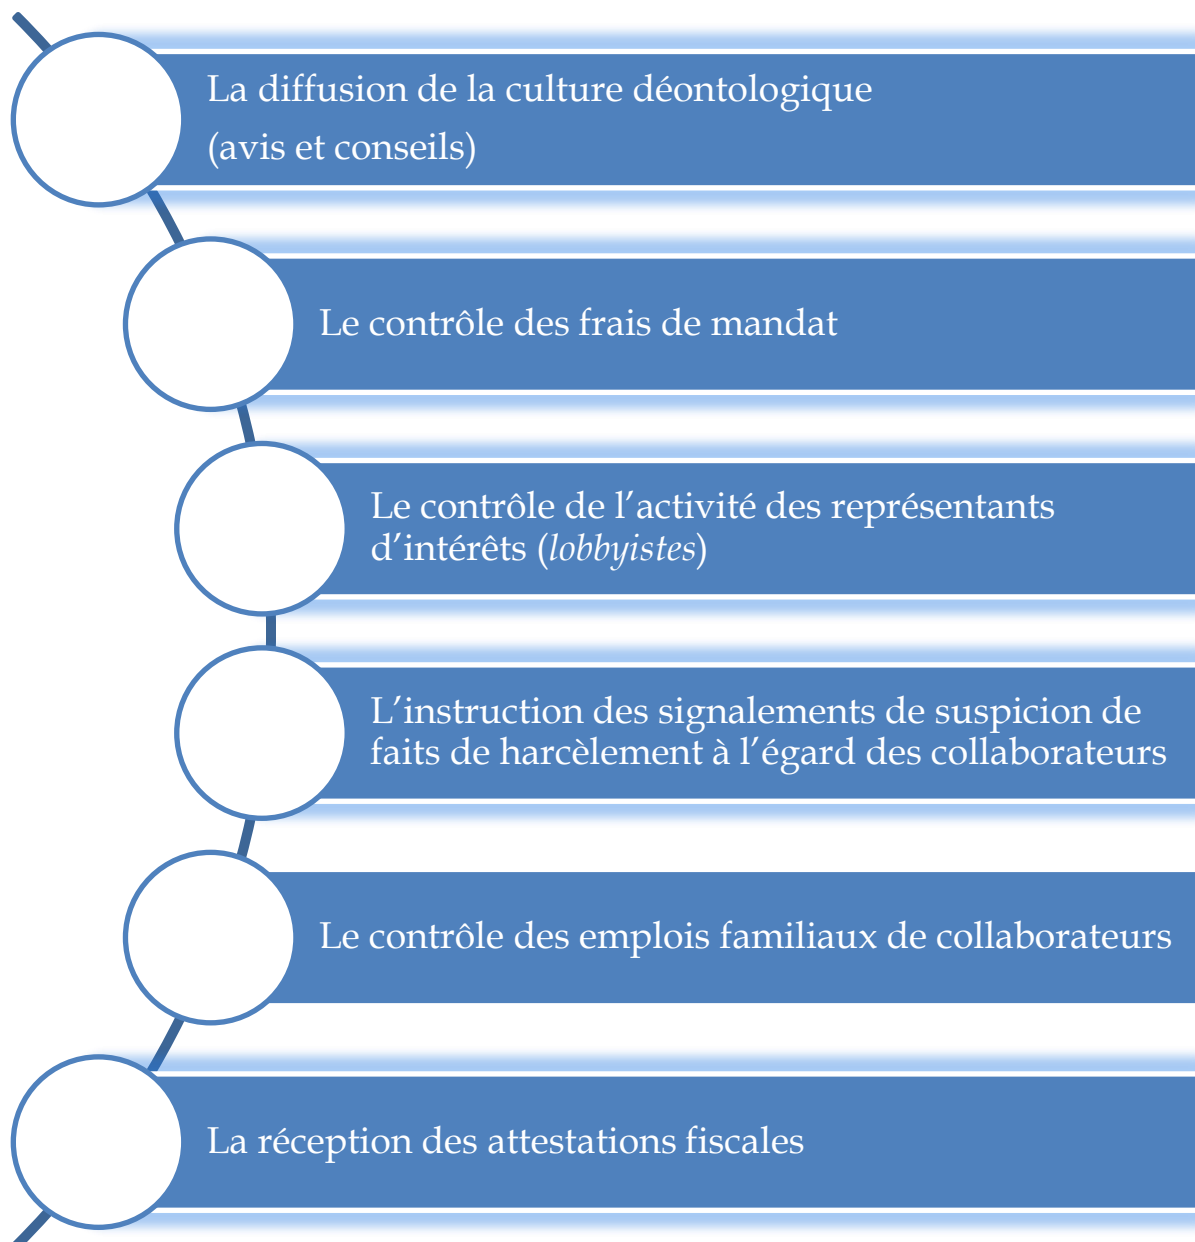 La diffusion de la culture déontologique
(avis et conseils)
Le contrôle des frais de mandat
Le contrôle de l’activité des représentants
d’intérêts (lobbyistes)
L’instruction des signalements de suspicion de
faits de harcèlement à l’égard des collaborateurs
Le contrôle des emplois familiaux de collaborateurs
La réception des attestations fiscales